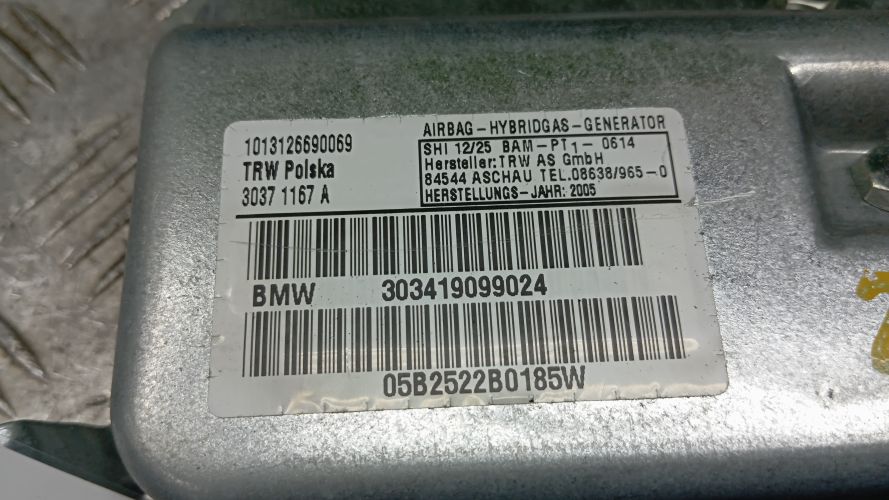 1013126690069
TRW Polska
3037 1167 A
AIRBAG-HYBRIDGAS-GENERATOR
SHI 12/25 BAM-PT1-0614
Hersteller:TRW AS GmbH
84544 ASCHAU TEL.08638/965-0
HERSTELLUNGS-JAHR: 2005
BMW 303419099024
05B2522B0185W